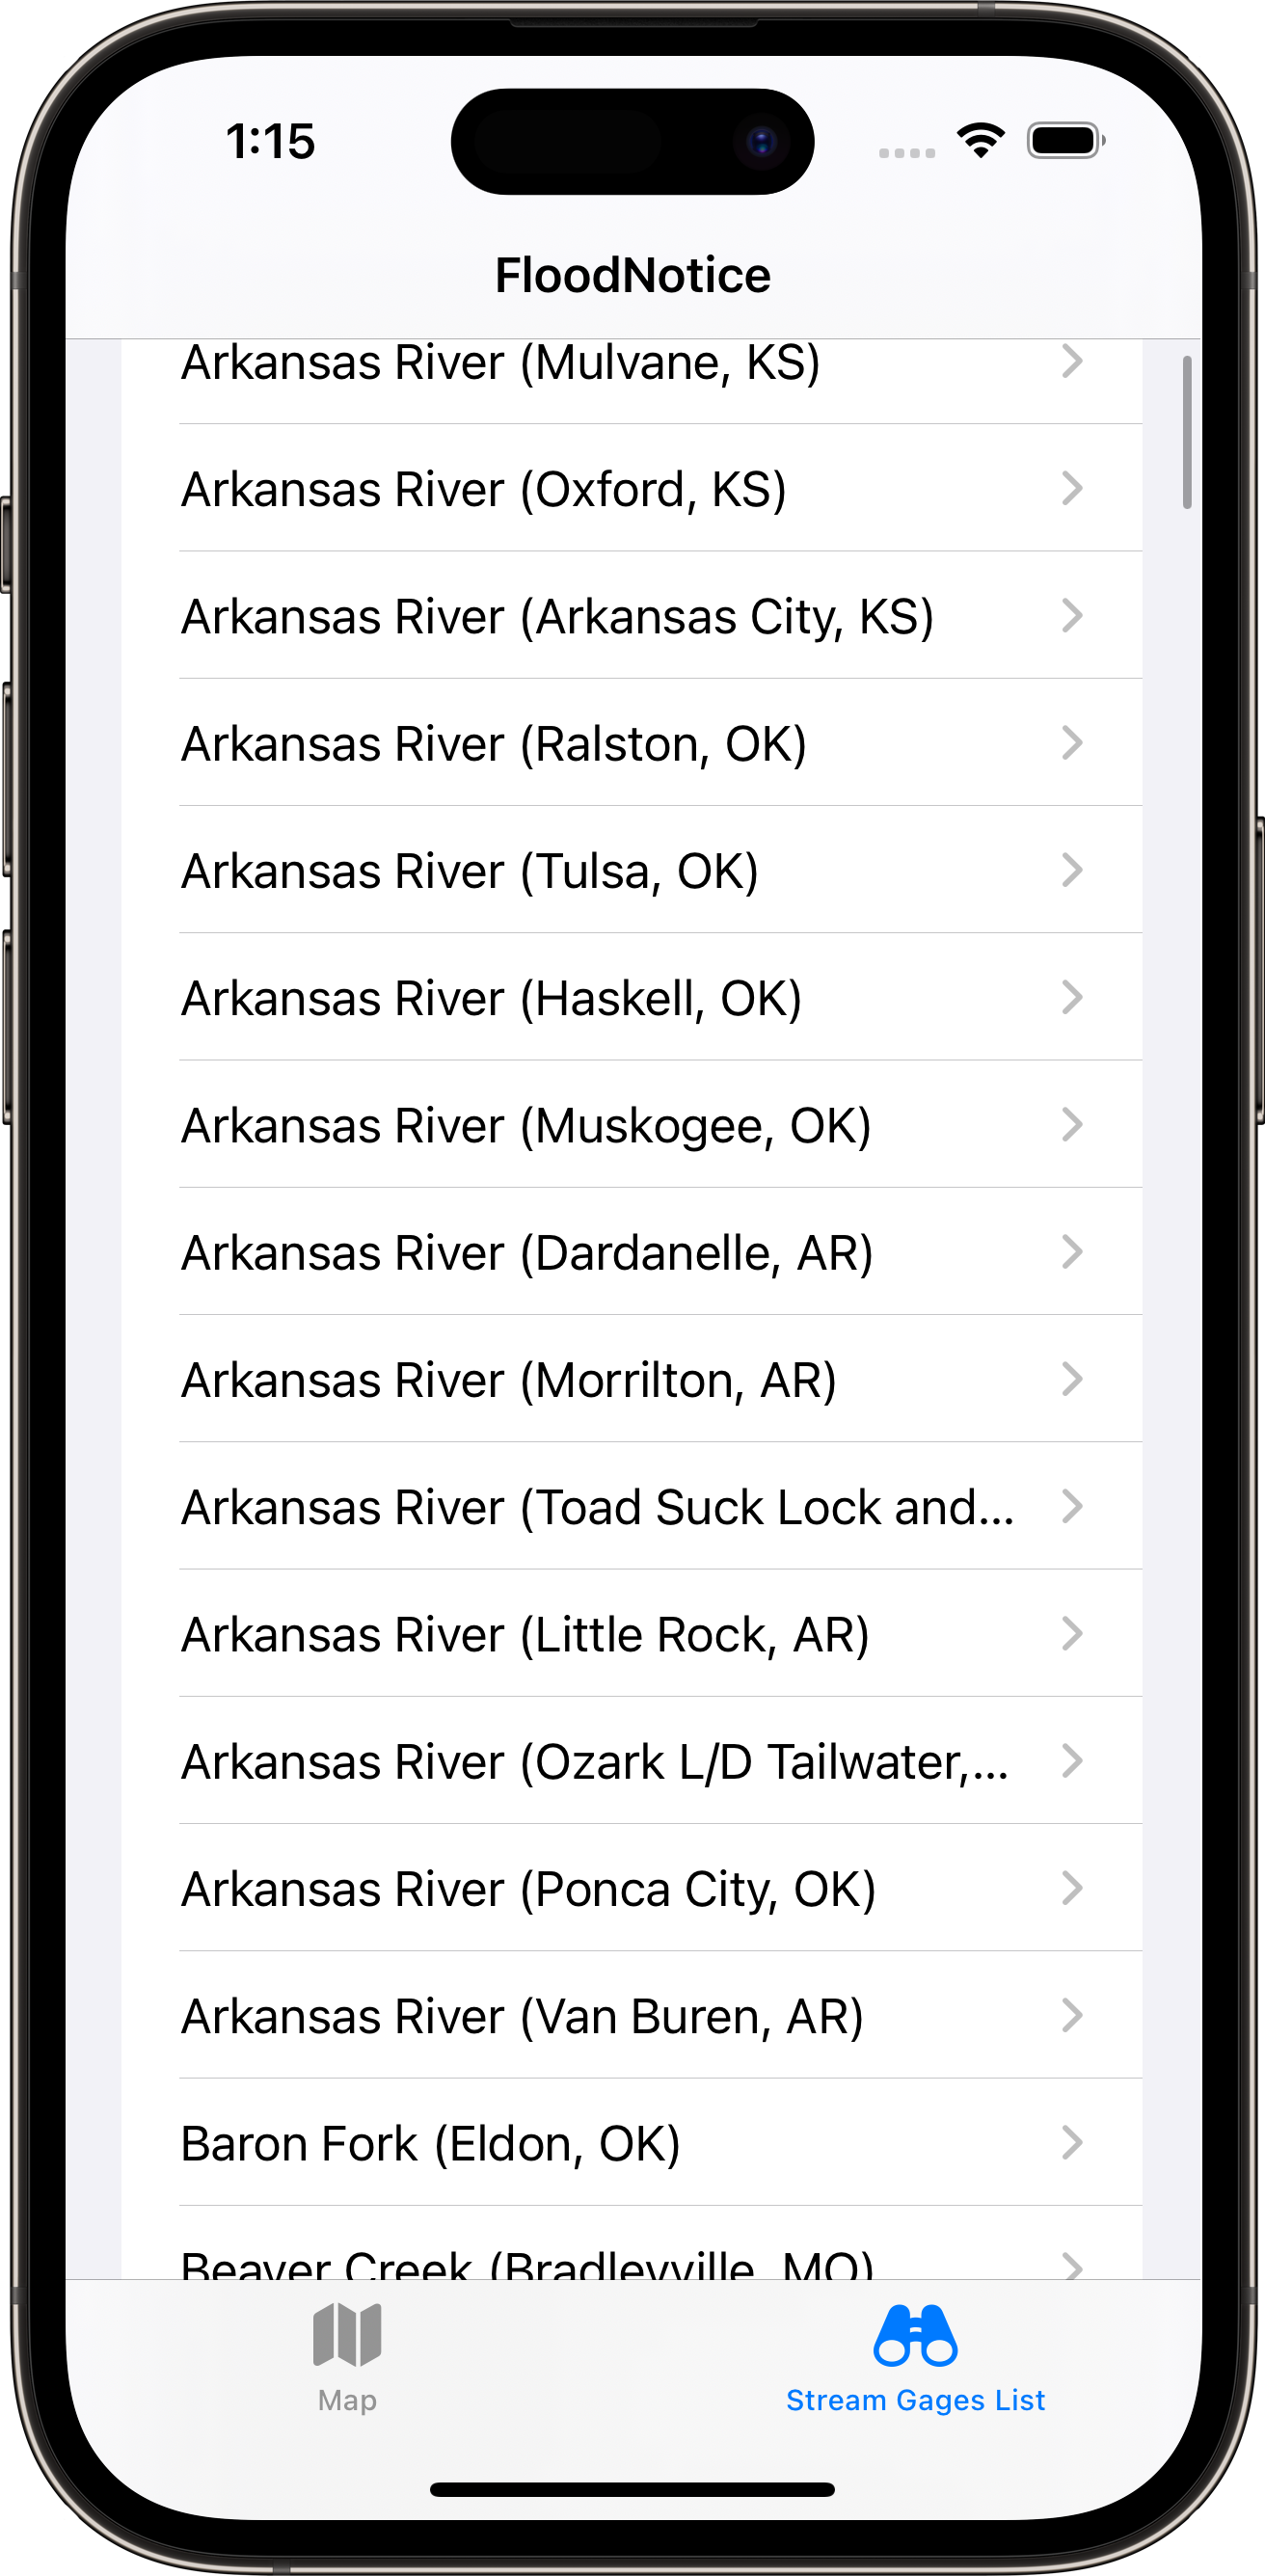 1:15
FloodNotice
Arkansas River (Mulvane, KS)
Arkansas River (Oxford, KS)
Arkansas River (Arkansas City, KS)
Arkansas River (Ralston, OK)
Arkansas River (Tulsa, OK)
Arkansas River (Haskell, OK)
Arkansas River (Muskogee, OK)
Arkansas River (Dardanelle, AR)
Arkansas River (Morrilton, AR)
Arkansas River (Toad Suck Lock and...
Arkansas River (Little Rock, AR)
Arkansas River (Ozark L/D Tailwater,...
Arkansas River (Ponca City, OK)
Arkansas River (Van Buren, AR)
Baron Fork (Eldon, OK)
Beaver Creek (Bradleyville, MO)
Map
Stream Gages List